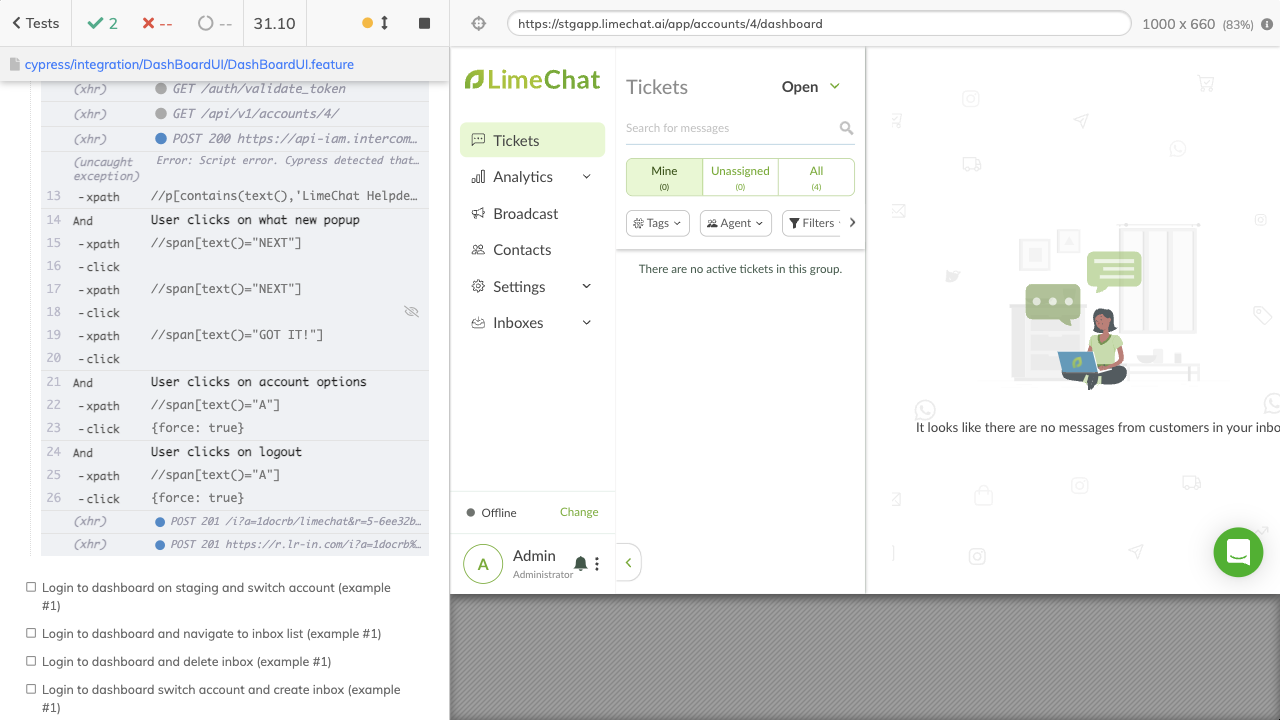 Tests
2
--
--
31.10
https://stgapp.limechat.ai/app/accounts/4/dashboard
1000 x 660 (83%)
cypress/integration/DashBoardUI/DashBoardUI.feature
(xhr) GET /auth/validate_token
(xhr) GET /api/v1/accounts/4/
(xhr) POST 200 https://api-iam.intercom…
(uncaught exception) Error: Script error. Cypress detected that…
13 -xpath //p[contains(text(),'LimeChat Helpde…
14 And User clicks on what new popup
15 -xpath //span[text()="NEXT"]
16 -click
17 -xpath //span[text()="NEXT"]
18 -click
19 -xpath //span[text()="GOT IT!"]
20 -click
21 And User clicks on account options
22 -xpath //span[text()="A"]
23 -click {force: true}
24 And User clicks on logout
25 -xpath //span[text()="A"]
26 -click {force: true}
(xhr) POST 201 /i?a=1docrb/limechat&r=5-6ee32b…
(xhr) POST 201 https://r.lr-in.com/i?a=1docrb%…
Login to dashboard on staging and switch account (example
#1)
Login to dashboard and navigate to inbox list (example #1)
Login to dashboard and delete inbox (example #1)
Login to dashboard switch account and create inbox (example
#1)
LimeChat
Tickets
Analytics
Broadcast
Contacts
Settings
Inboxes
Offline Change
A
Admin
Administrator
Tickets Open
Search for messages
Mine
(0)
Unassigned
(0)
All
(4)
Tags
Agent
Filters
There are no active tickets in this group.
It looks like there are no messages from customers in your inbo